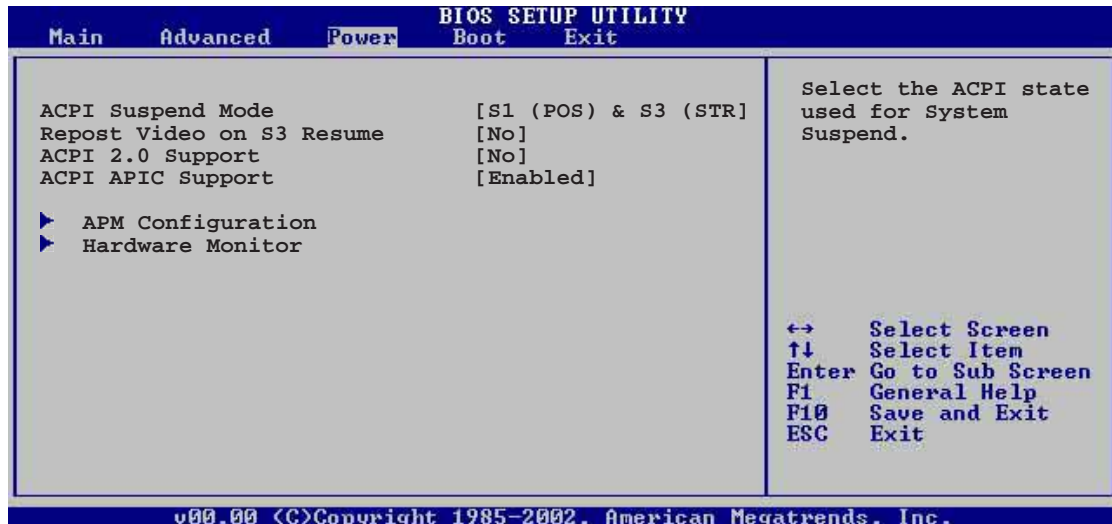 BIOS SETUP UTILITY
Main Advanced Power Boot Exit
ACPI Suspend Mode [S1 (POS) & S3 (STR]
Repost Video on S3 Resume [No]
ACPI 2.0 Support [No]
ACPI APIC Support [Enabled]
APM Configuration
Hardware Monitor
Select the ACPI state
used for System
Suspend.
←→ Select Screen
↑↓ Select Item
Enter Go to Sub Screen
F1 General Help
F10 Save and Exit
ESC Exit
v00.00 (C)Copyright 1985-2002, American Megatrends, Inc.